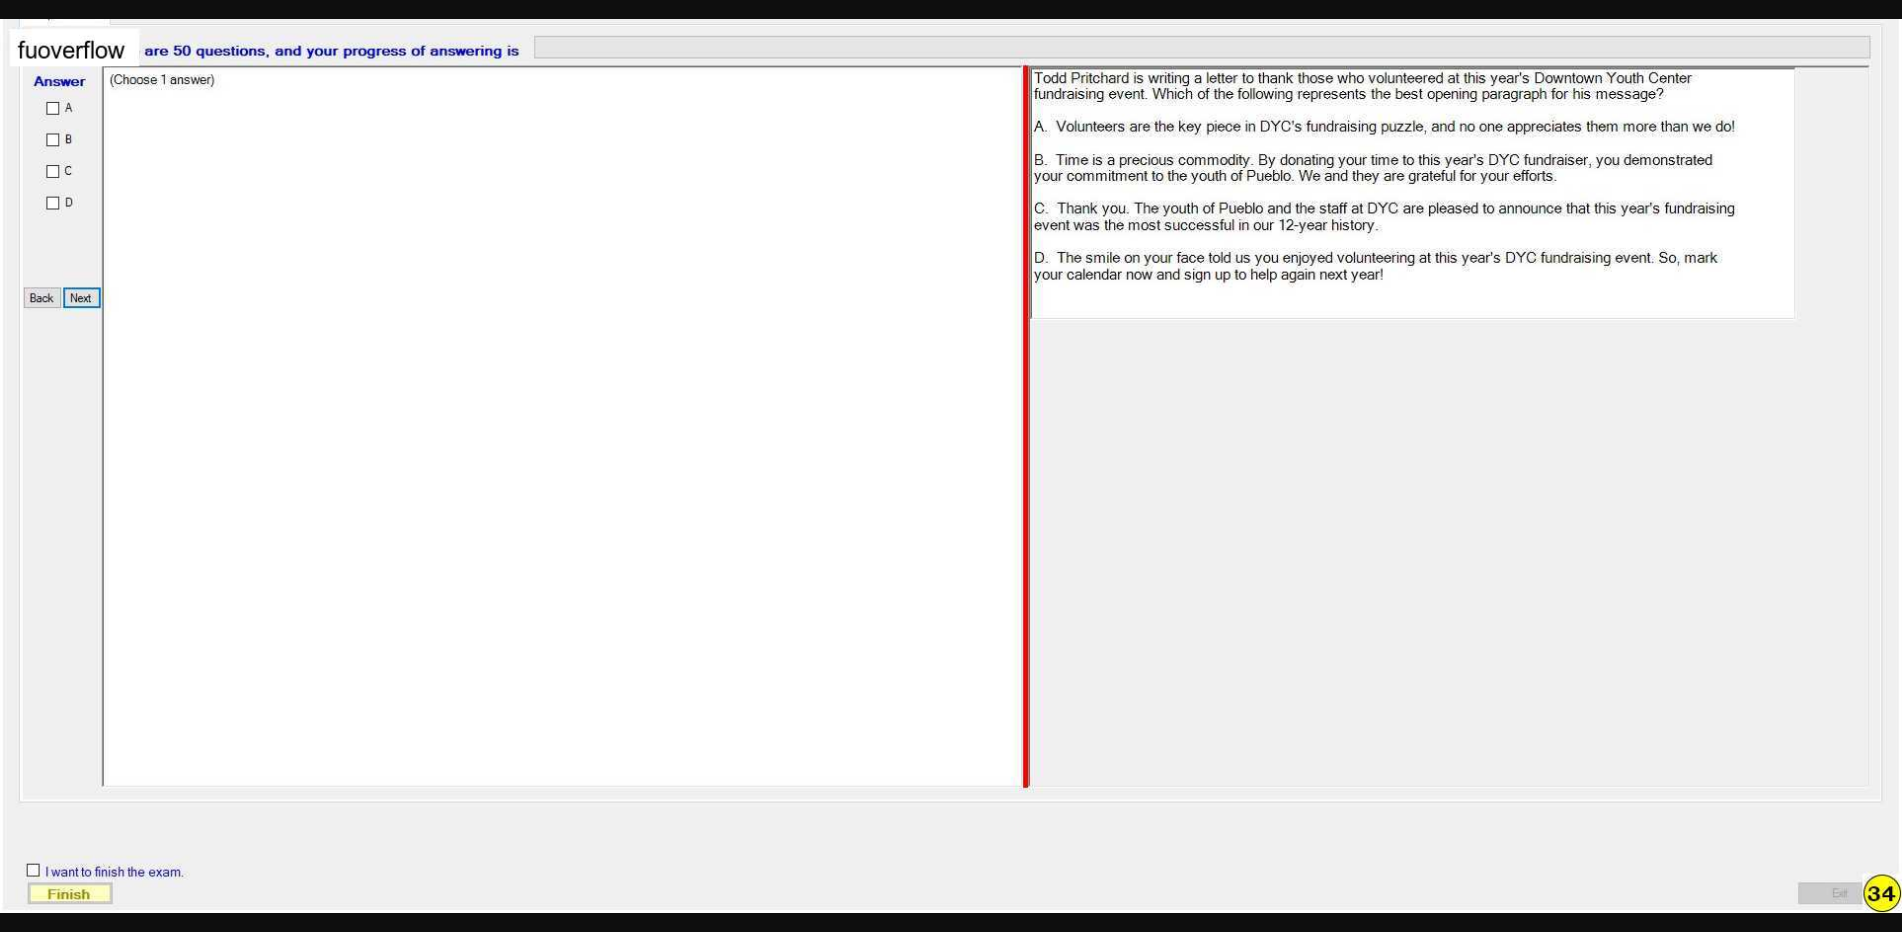 fuoverflow are 50 questions, and your progress of answering is
Answer
(Choose 1 answer)
A
B
C
D
Back Next
Todd Pritchard is writing a letter to thank those who volunteered at this year's Downtown Youth Center
fundraising event. Which of the following represents the best opening paragraph for his message?
A. Volunteers are the key piece in DYC's fundraising puzzle, and no one appreciates them more than we do!
B. Time is a precious commodity. By donating your time to this year's DYC fundraiser, you demonstrated
your commitment to the youth of Pueblo. We and they are grateful for your efforts.
C. Thank you. The youth of Pueblo and the staff at DYC are pleased to announce that this year's fundraising
event was the most successful in our 12-year history.
D. The smile on your face told us you enjoyed volunteering at this year's DYC fundraising event. So, mark
your calendar now and sign up to help again next year!
I want to finish the exam.
Finish
Exit
34